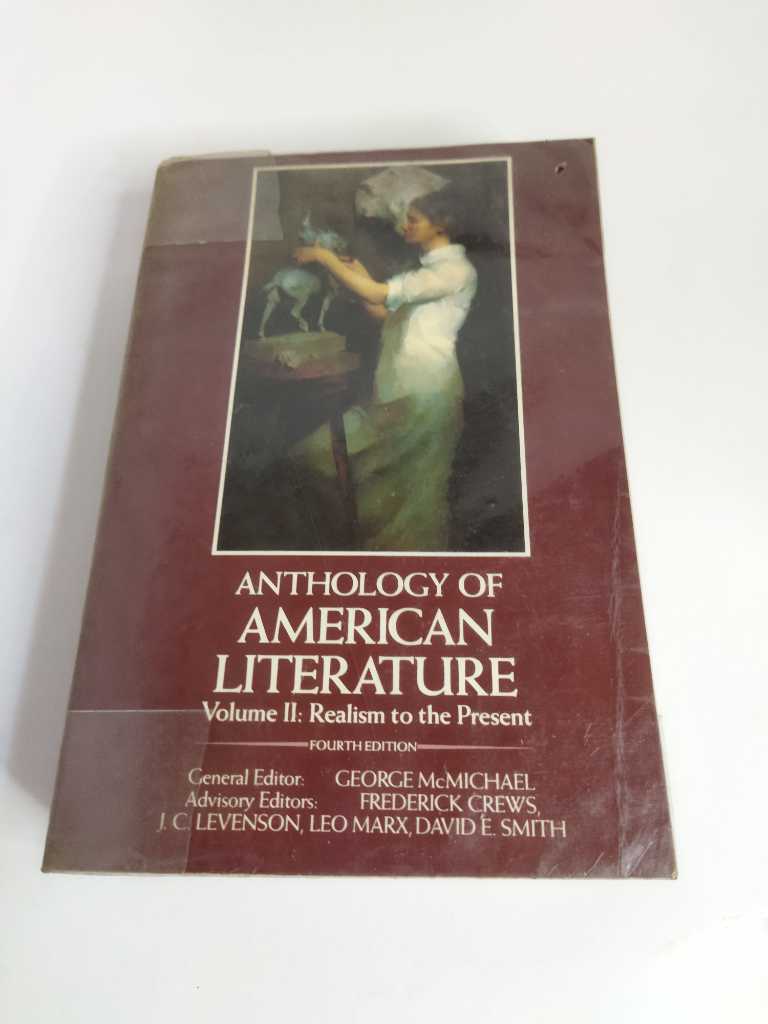 ANTHOLOGY OF
AMERICAN
LITERATURE
Volume II: Realism to the Present
FOURTH EDITION
General Editor: GEORGE McMICHAEL
Advisory Editors: FREDERICK CREWS,
J. C. LEVENSON, LEO MARX, DAVID E. SMITH